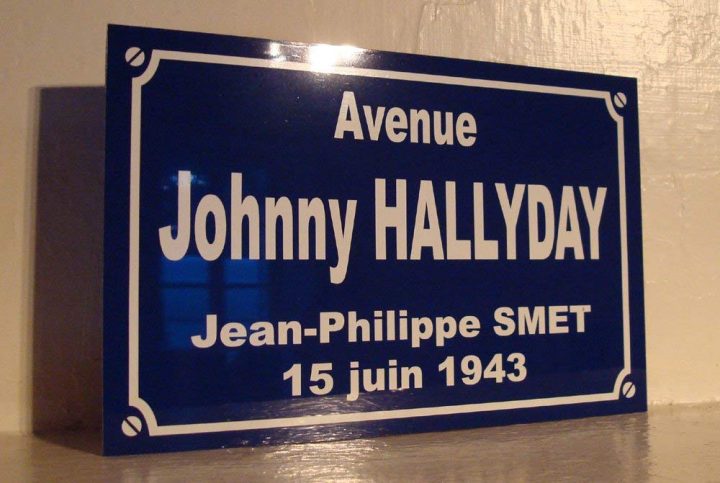 Avenue
Johnny HALLYDAY
Jean-Philippe SMET
15 juin 1943